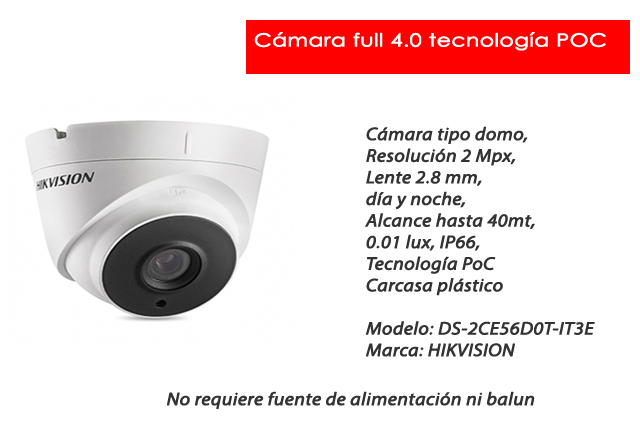 Cámara full 4.0 tecnología POC
HIKVISION
Cámara tipo domo,
Resolución 2 Mpx,
Lente 2.8 mm,
día y noche,
Alcance hasta 40mt,
0.01 lux, IP66,
Tecnología PoC
Carcasa plástico
Modelo: DS-2CE56D0T-IT3E
Marca: HIKVISION
No requiere fuente de alimentación ni balun